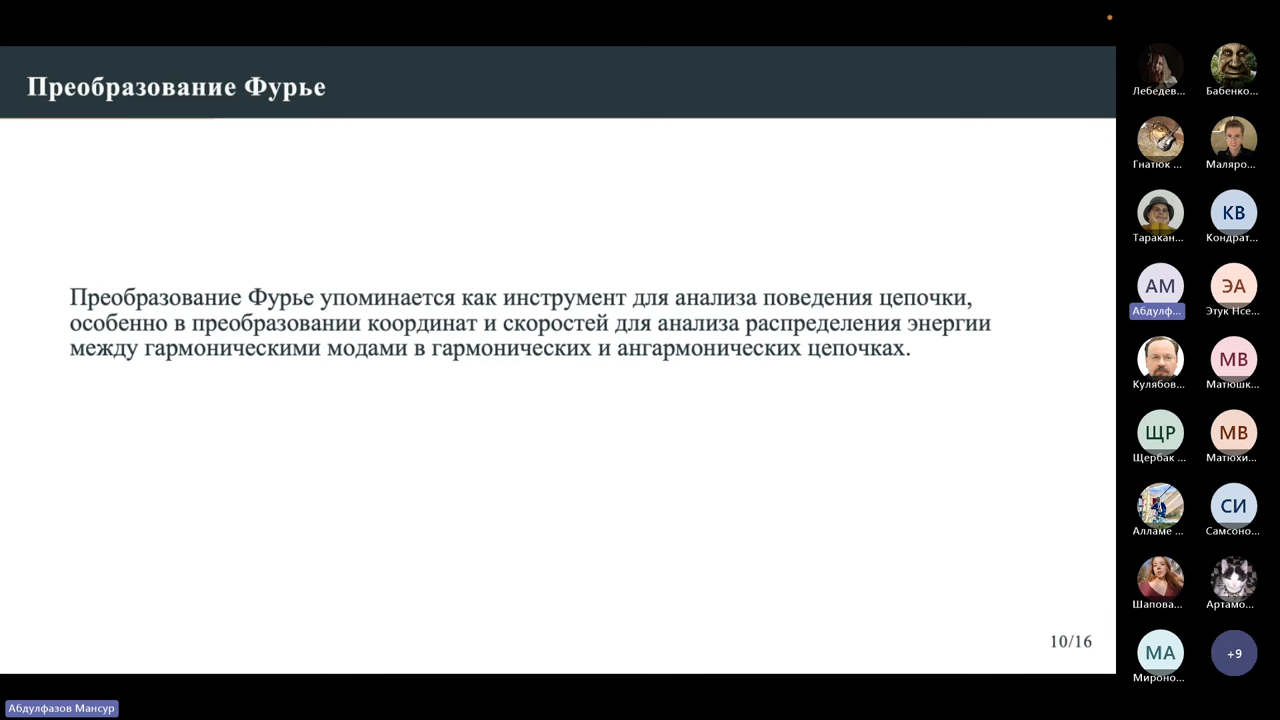 Преобразование Фурье
Преобразование Фурье упоминается как инструмент для анализа поведения цепочки,
особенно в преобразовании координат и скоростей для анализа распределения энергии
между гармоническими модами в гармонических и ангармонических цепочках.
10/16
Лебедев...
Бабенко...
Гнатюк ...
Маляро...
Таракан...
КВ
Кондрат...
АМ
Абдулф...
ЭА
Этук Нсе...
Кулябов...
МВ
Матюшк...
ЩР
Щербак ...
МВ
Матюхи...
Алламе ...
СИ
Самсоно...
Шапова...
Артамо...
МА
Мироно...
+9
Абдулфазов Мансур